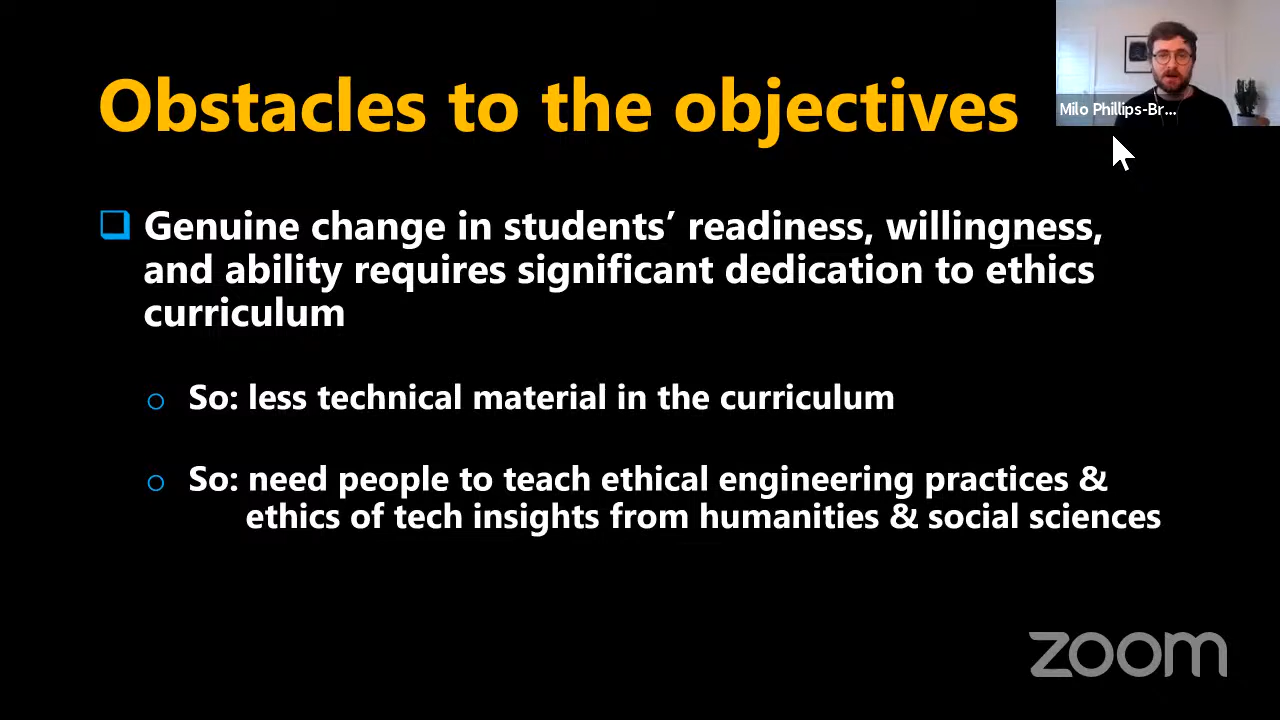 Obstacles to the objectives
Milo Phillips-Br...
Genuine change in students’ readiness, willingness,
and ability requires significant dedication to ethics
curriculum
So: less technical material in the curriculum
So: need people to teach ethical engineering practices &
ethics of tech insights from humanities & social sciences
zoom